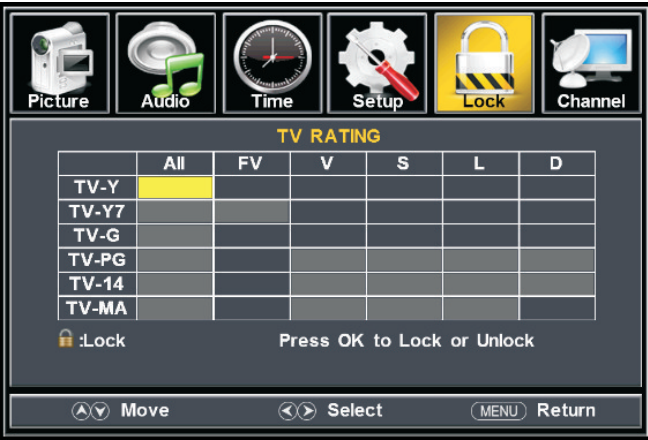 Picture Audio Time Setup Lock Channel
TV RATING
All FV V S L D
TV-Y
TV-Y7
TV-G
TV-PG
TV-14
TV-MA
:Lock Press OK to Lock or Unlock
Move Select MENU Return